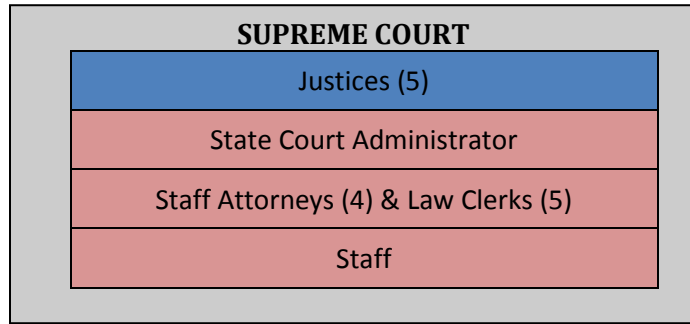 SUPREME COURT
Justices (5)
State Court Administrator
Staff Attorneys (4) & Law Clerks (5)
Staff